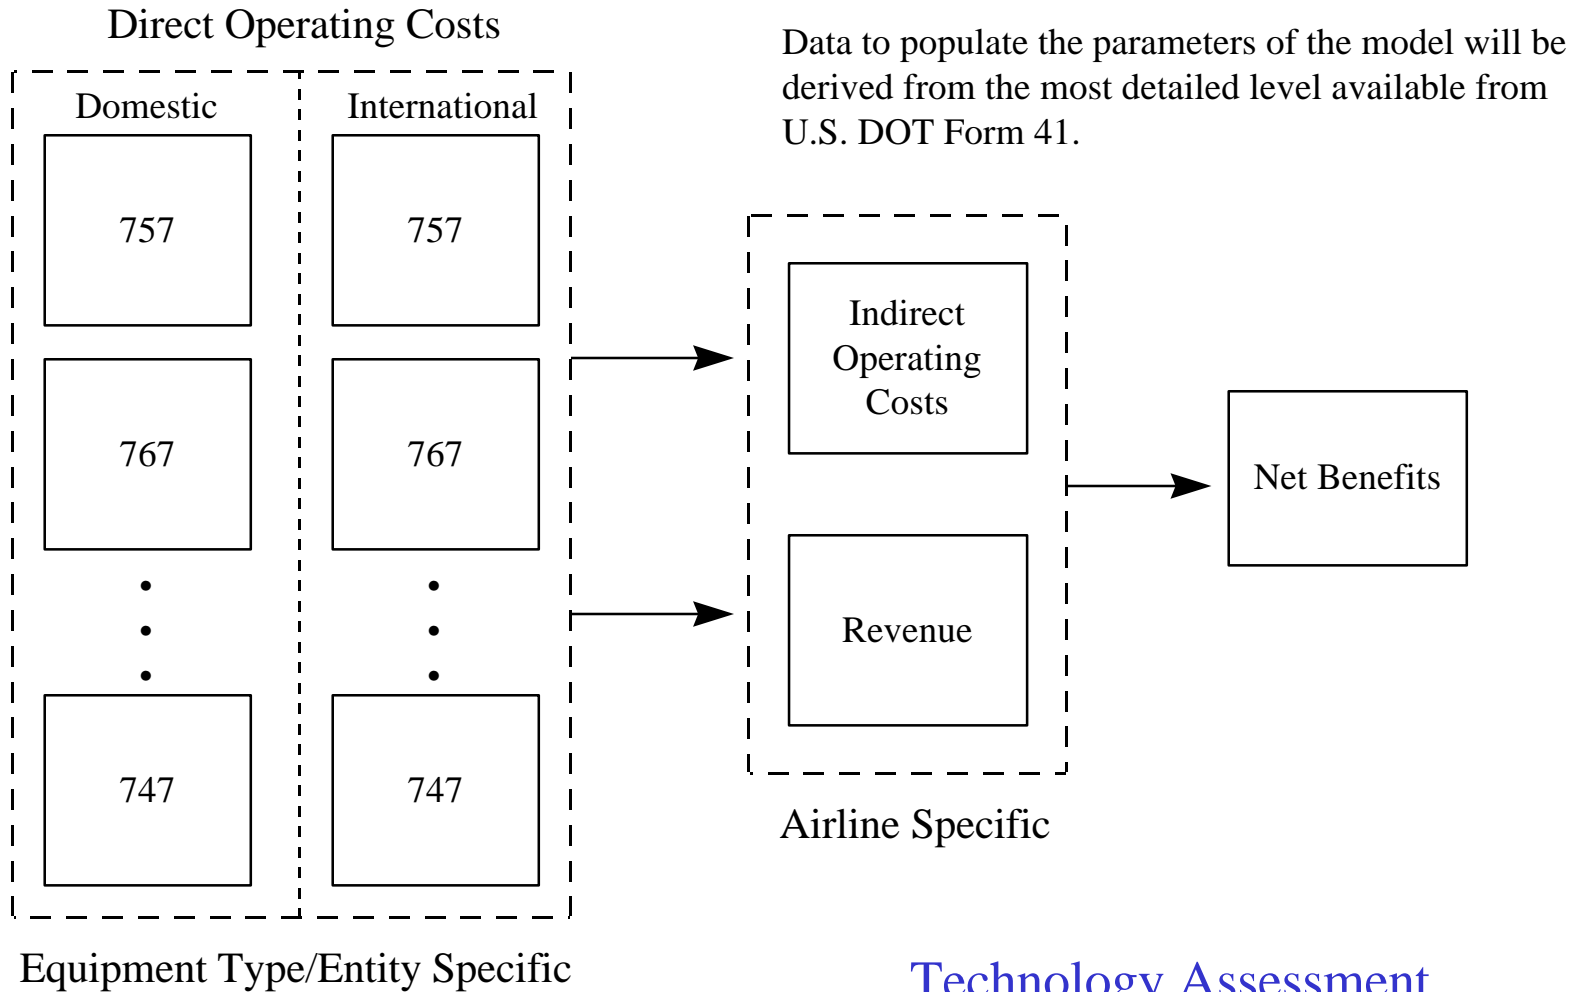 Direct Operating Costs
Data to populate the parameters of the model will be
derived from the most detailed level available from
U.S. DOT Form 41.
Domestic
International
757
757
767
767
747
747
Equipment Type/Entity Specific
Indirect
Operating
Costs
Revenue
Airline Specific
Net Benefits
Technology Assessment